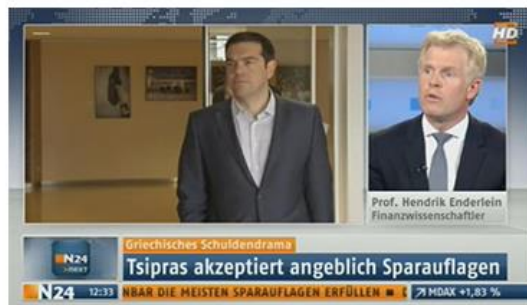 HD
Prof. Hendrik Enderlein
Finanzwissenschaftler
Griechisches Schuldendrama
N24
>NEXT
Tsipras akzeptiert angeblich Sparauflagen
N24 12:33 NBAR DIE MEISTEN SPARAUFLAGEN ERFÜLLEN MDAX +1,83 %